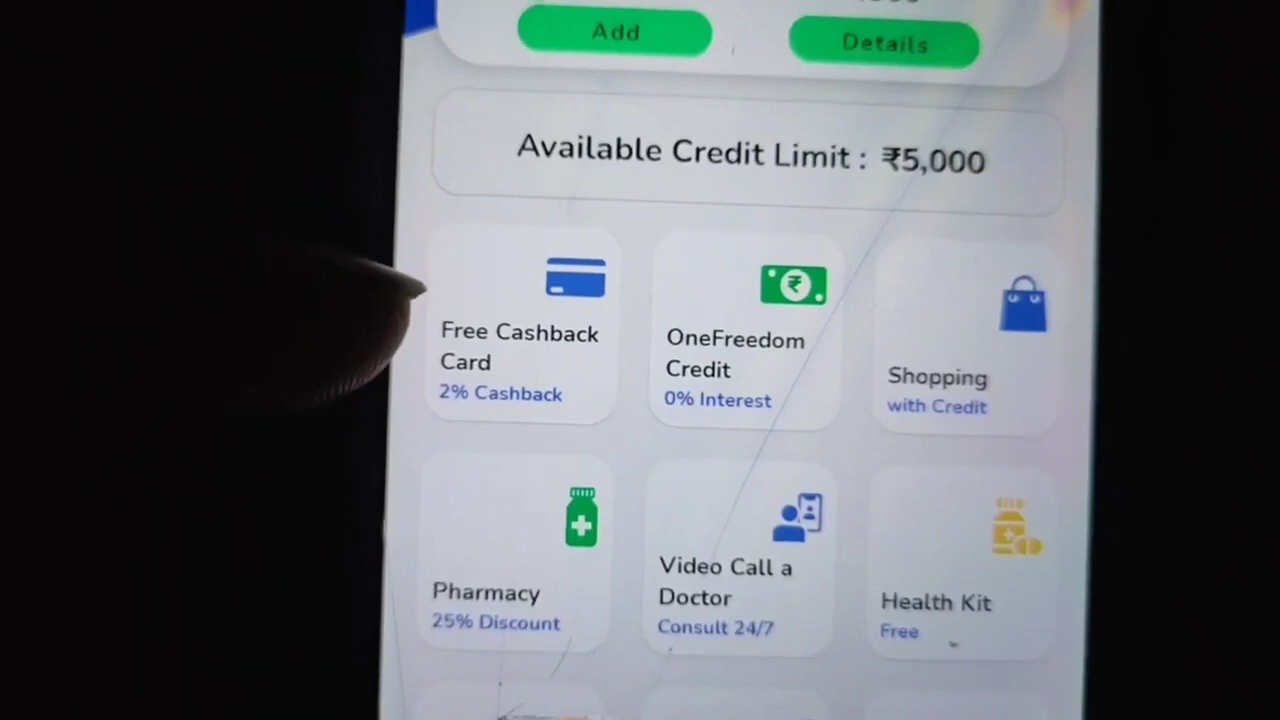 Add
Details
Available Credit Limit : ₹5,000
Free Cashback
Card
2% Cashback
OneFreedom
Credit
0% Interest
Shopping
with Credit
Pharmacy
25% Discount
Video Call a
Doctor
Consult 24/7
Health Kit
Free